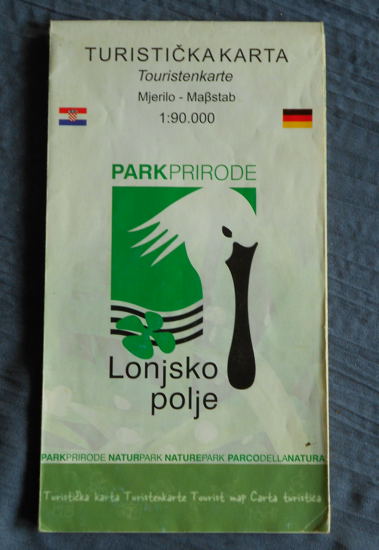 TURISTIČKA KARTA
Touristenkarte
Mjerilo - Maβstab
1:90.000
PARKPRIRODE
Lonjsko
polje
PARKPRIRODE NATURPARK NATUREPARK PARCODELLANATURA
Turistička karta Turistenkarte Tourist map Carta turistica